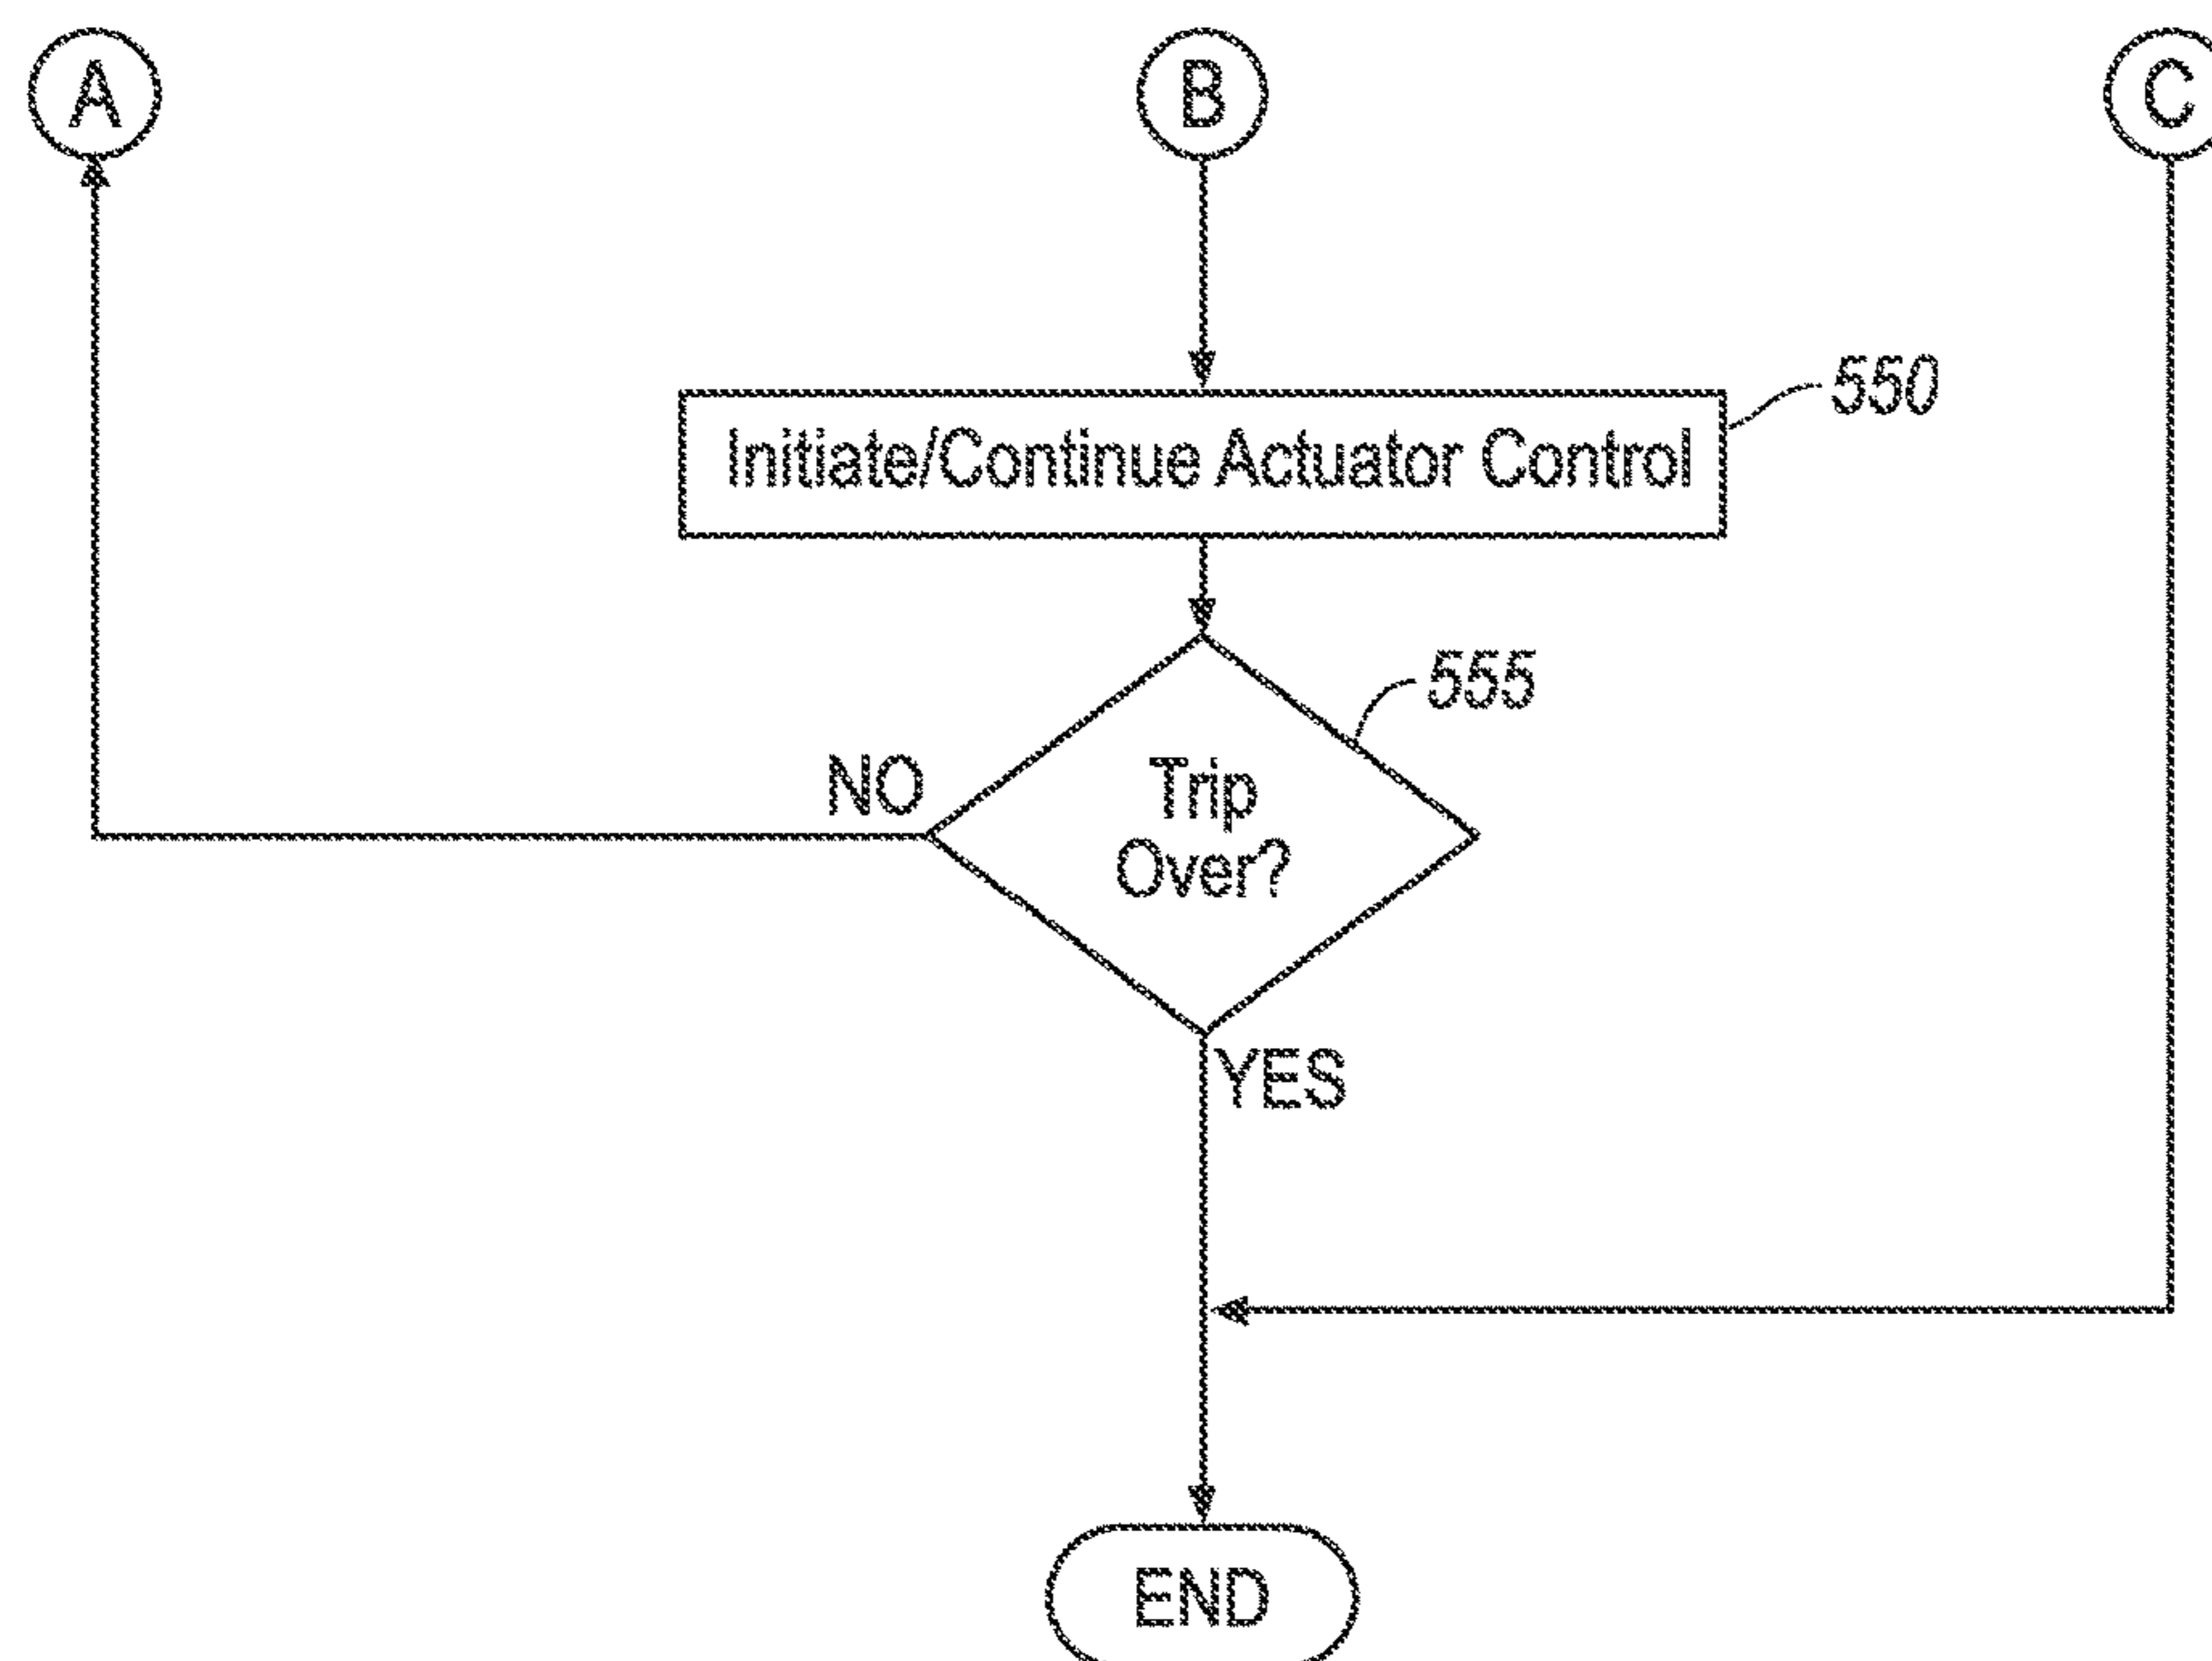 A
B
C
550
Initiate/Continue Actuator Control
555
NO
Trip
Over?
YES
END